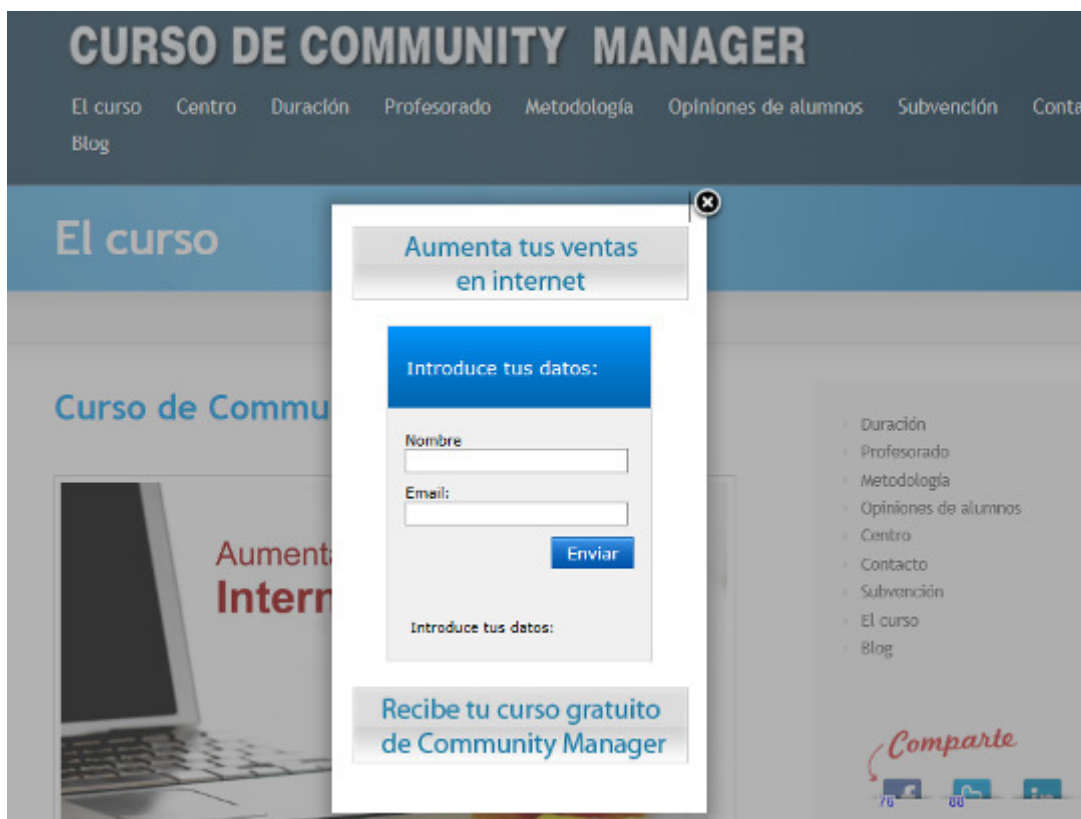 CURSO DE COMMUNITY MANAGER
El curso Centro Duración Profesorado Metodología Opiniones de alumnos Subvención Conta
Blog
El curso
Aumenta tus ventas
en internet
Introduce tus datos:
Nombre
Email:
Enviar
Introduce tus datos:
Recibe tu curso gratuito
de Community Manager
Curso de Commu
Aumenta
Intern
Duración
Profesorado
Metodología
Opiniones de alumnos
Centro
Contacto
Subvención
El curso
Blog
Comparte
76 88
in